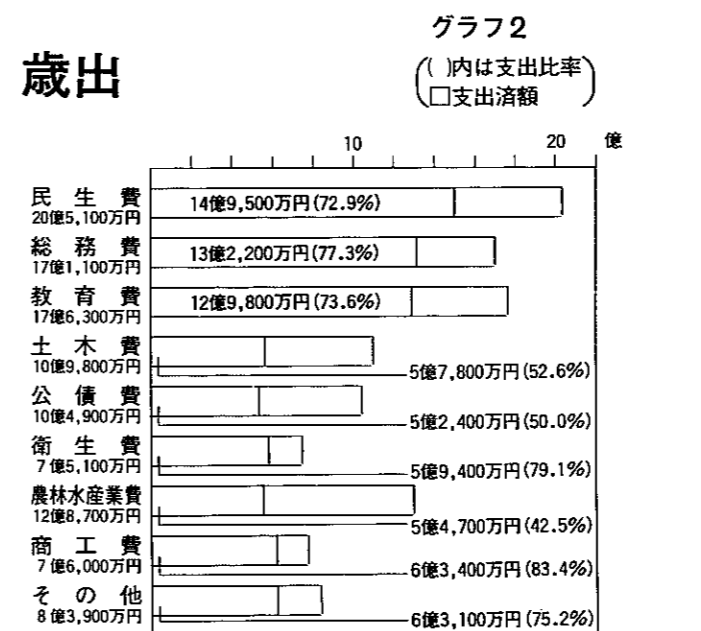 グラフ2
歳出
( )内は支出比率
□支出済額
10 20 億
民生費
20億5,100万円
14億9,500万円(72.9%)
総務費
17億1,100万円
13億2,200万円(77.3%)
教育費
17億6,300万円
12億9,800万円(73.6%)
土木費
10億9,800万円
5億7,800万円(52.6%)
公債費
10億4,900万円
5億2,400万円(50.0%)
衛生費
7億5,100万円
5億9,400万円(79.1%)
農林水産業費
12億8,700万円
5億4,700万円(42.5%)
商工費
7億6,000万円
6億3,400万円(83.4%)
その他
8億3,900万円
6億3,100万円(75.2%)